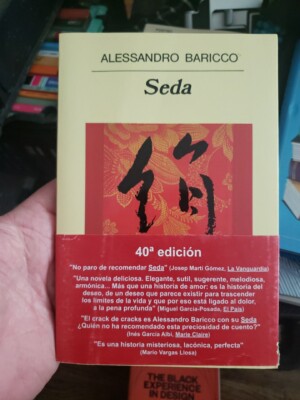 ALESSANDRO BARICCO
Seda
絹
40ª edición
"No paro de recomendar Seda" (Josep Martí Gómez, La Vanguardia)
"Una novela deliciosa. Elegante, sutil, sugerente, melodiosa,
armónica... Más que una historia de amor: es la historia del
deseo, de un deseo que parece existir para trascender
los límites de la vida y que por eso está ligado al dolor,
a la pena profunda" (Miguel García-Posada, El País)
"El crack de cracks es Alessandro Baricco con su Seda
¿Quién no ha recomendado esta preciosidad de cuento?"
(Inés García-Albi, Marie Claire)
"Es una historia misteriosa, lacónica, perfecta"
(Mario Vargas Llosa)
THE BLACK
EXPERIENCE
IN DESIGN